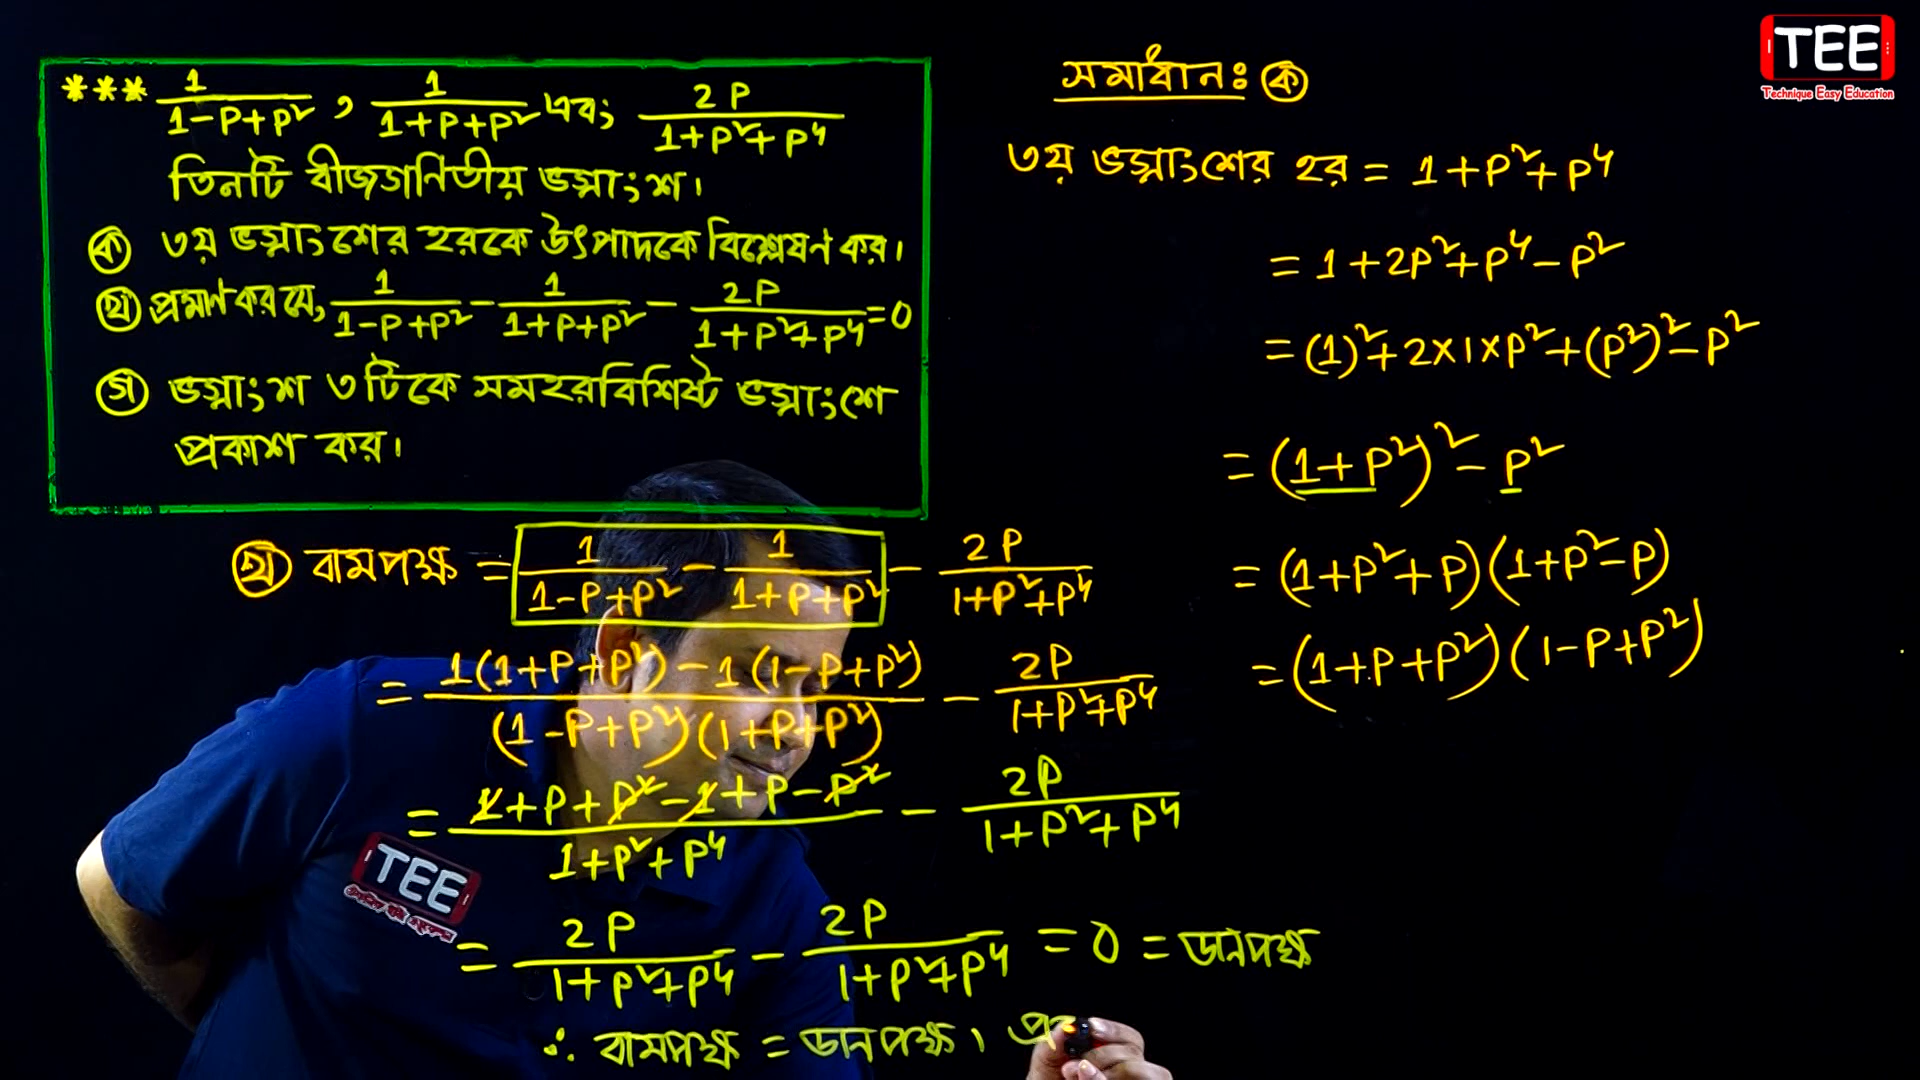 *** 1/(1-P+P²), 1/(1+P+P²) এবং 2P/(1+P²+P⁴)
তিনটি বীজগানিতীয় ভগ্নাংশ।
ক ৩য় ভগ্নাংশের হরকে উৎপাদকে বিশ্লেষন কর।
খ প্রমাণ কর যে, 1/(1-P+P²) - 1/(1+P+P²) - 2P/(1+P²+P⁴) = 0
গ ভগ্নাংশ ৩টিকে সমহরবিশিষ্ট ভগ্নাংশে
প্রকাশ কর।
সমাধানঃ ক
৩য় ভগ্নাংশের হর = 1+P²+P⁴
= 1+2P²+P⁴-P²
= (1)²+2×1×P²+(P²)²-P²
= (1+P²)²-P²
= (1+P²+P)(1+P²-P)
= (1+P+P²)(1-P+P²)
খ বামপক্ষ = 1/(1-P+P²) - 1/(1+P+P²) - 2P/(1+P²+P⁴)
= (1(1+P+P²)-1(1-P+P²))/((1-P+P²)(1+P+P²)) - 2P/(1+P²+P⁴)
= (1+P+P²-1+P-P²)/(1+P²+P⁴) - 2P/(1+P²+P⁴)
= 2P/(1+P²+P⁴) - 2P/(1+P²+P⁴) = 0 = ডানপক্ষ
∴ বামপক্ষ = ডানপক্ষ।
TEE
Technique Easy Education
TEE